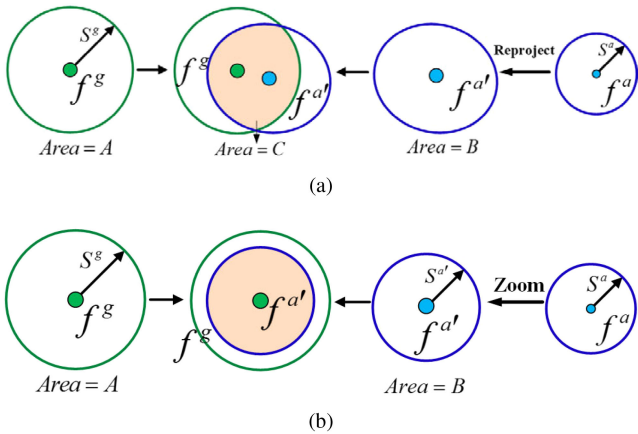 S^g
f^g
Area = A
f^g
f^a'
Area = C
f^a'
Area = B
Reproject
S^a
f^a
(a)
S^g
f^g
Area = A
f^a'
f^g
S^a'
f^a'
Area = B
Zoom
S^a
f^a
(b)